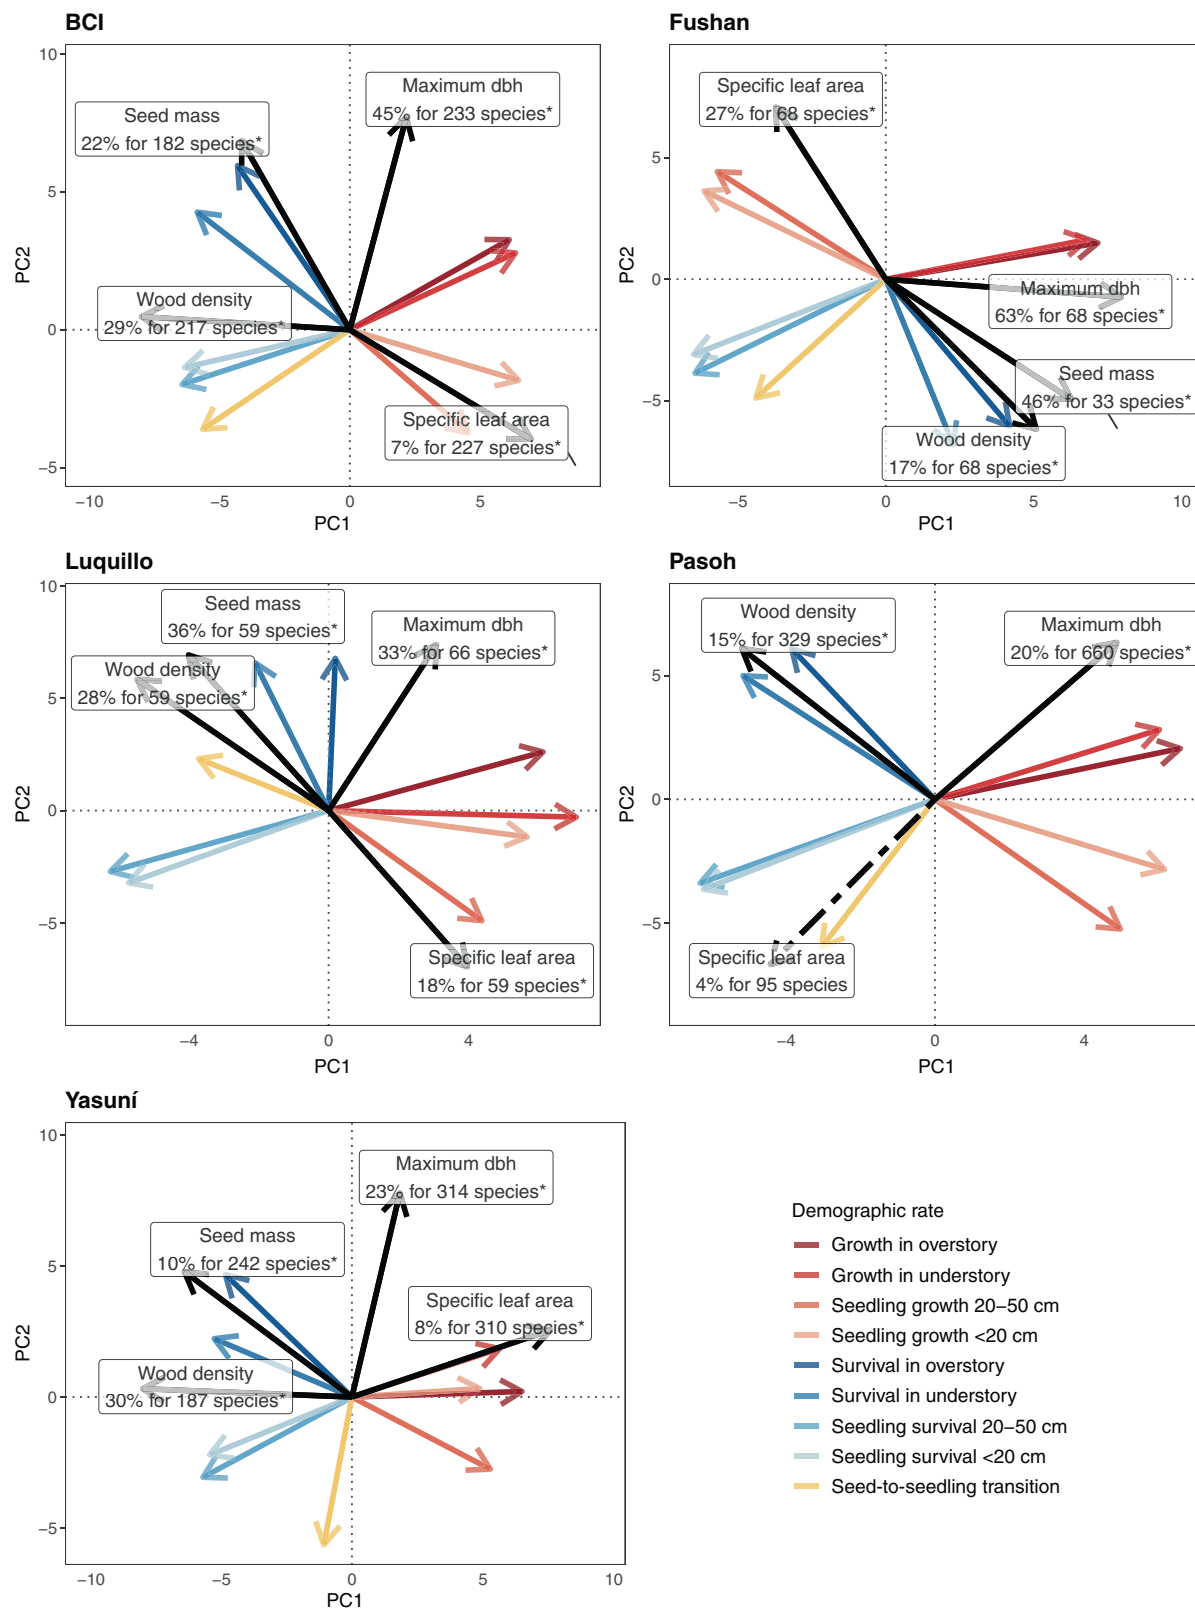 BCI
10
5
0
−5
PC2
Maximum dbh
45% for 233 species*
Seed mass
22% for 182 species*
Wood density
29% for 217 species*
Specific leaf area
7% for 227 species*
−10
−5
0
5
PC1
Fushan
5
0
−5
PC2
Specific leaf area
27% for 68 species*
Maximum dbh
63% for 68 species*
Seed mass
46% for 33 species*
Wood density
17% for 68 species*
−5
0
5
10
PC1
Luquillo
10
5
0
−5
PC2
Seed mass
36% for 59 species*
Maximum dbh
33% for 66 species*
Wood density
28% for 59 species*
Specific leaf area
18% for 59 species*
−4
0
4
PC1
Pasoh
5
0
−5
PC2
Wood density
15% for 329 species*
Maximum dbh
20% for 660 species*
Specific leaf area
4% for 95 species
−4
0
4
PC1
Yasuní
10
5
0
−5
PC2
Maximum dbh
23% for 314 species*
Seed mass
10% for 242 species*
Specific leaf area
8% for 310 species*
Wood density
30% for 187 species*
−10
−5
0
5
10
PC1
Demographic rate
Growth in overstory
Growth in understory
Seedling growth 20−50 cm
Seedling growth <20 cm
Survival in overstory
Survival in understory
Seedling survival 20−50 cm
Seedling survival <20 cm
Seed-to-seedling transition